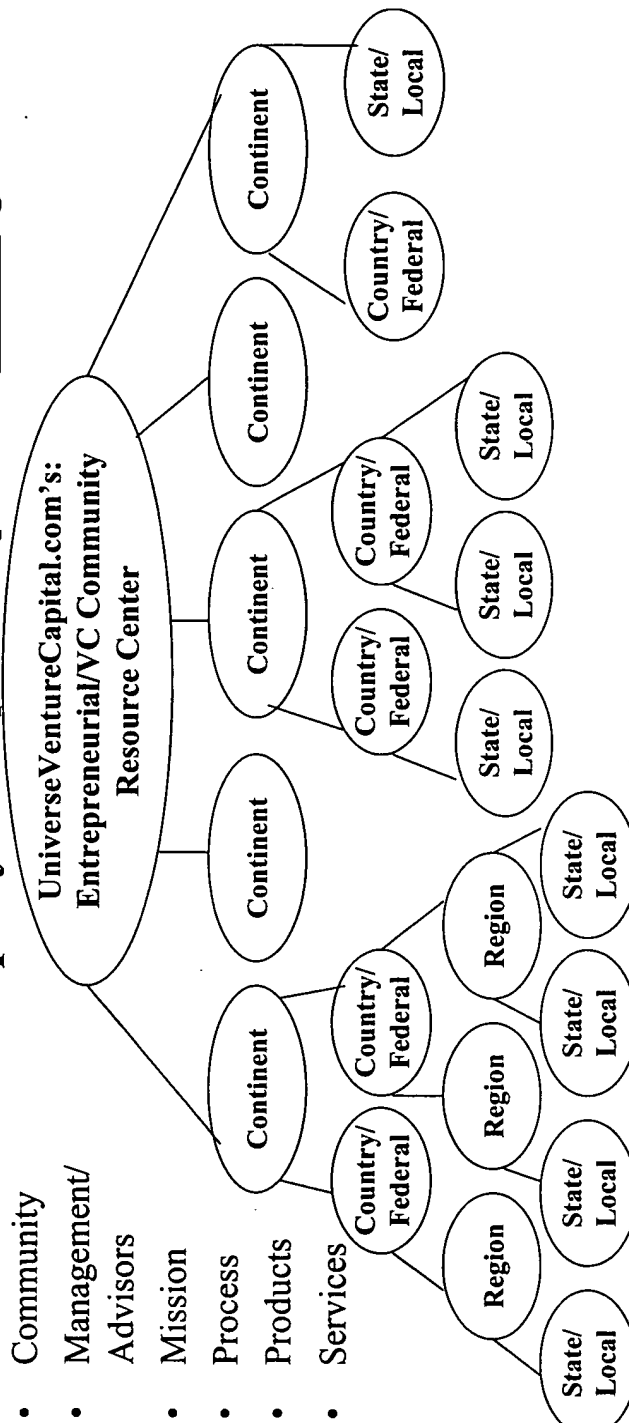 • Community
• Management/
Advisors
• Mission
• Process
• Products
• Services
UniverseVentureCapital.com's:
Entrepreneurial/VC Community
Resource Center
Continent
Continent
Continent
Continent
Continent
Country/
Federal
Country/
Federal
Country/
Federal
Country/
Federal
Country/
Federal
State/
Local
Region
Region
Region
State/
Local
State/
Local
State/
Local
State/
Local
State/
Local
State/
Local
State/
Local